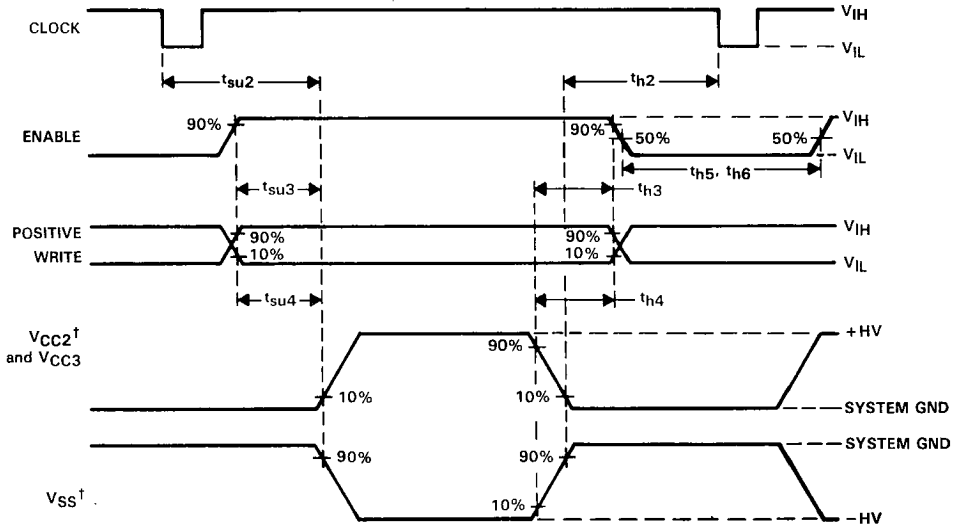 CLOCK
VIH
VIL
tsu2
th2
ENABLE
90%
90%
50%
50%
VIH
VIL
th5, th6
tsu3
th3
POSITIVE
WRITE
90%
10%
90%
10%
VIH
VIL
tsu4
th4
VCC2†
and VCC3
90%
10%
10%
+HV
SYSTEM GND
SYSTEM GND
90%
90%
VSS†
10%
-HV